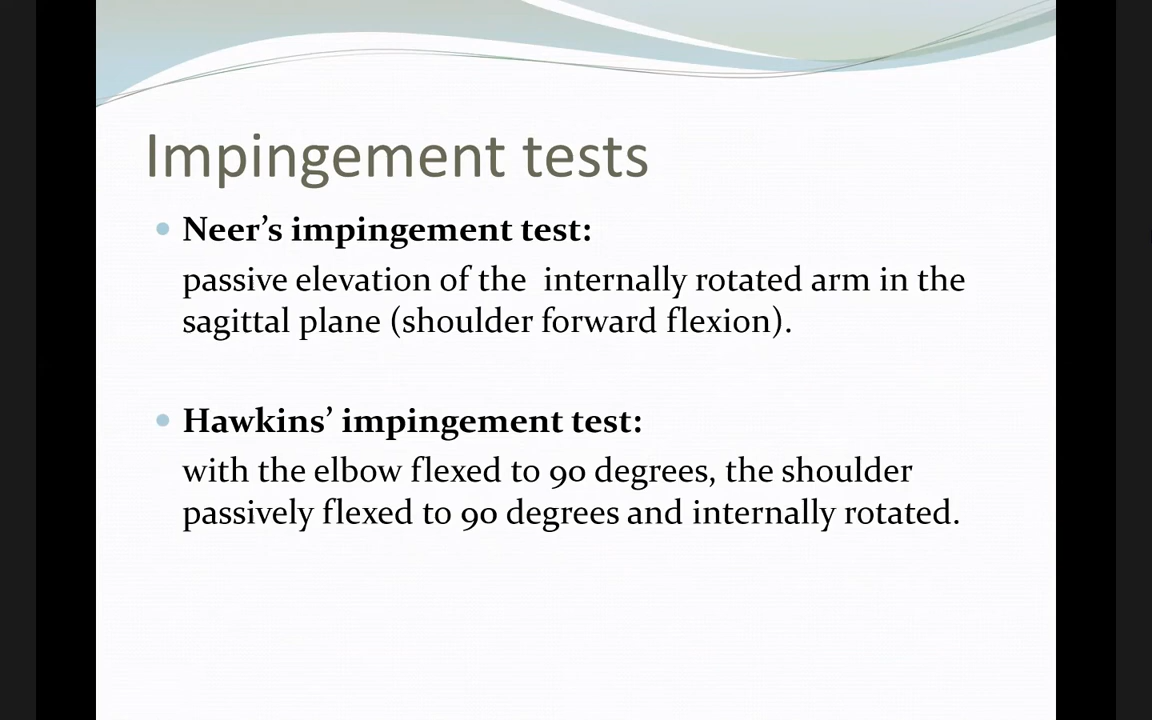 Impingement tests
Neer’s impingement test:
passive elevation of the internally rotated arm in the
sagittal plane (shoulder forward flexion).
Hawkins’ impingement test:
with the elbow flexed to 90 degrees, the shoulder
passively flexed to 90 degrees and internally rotated.